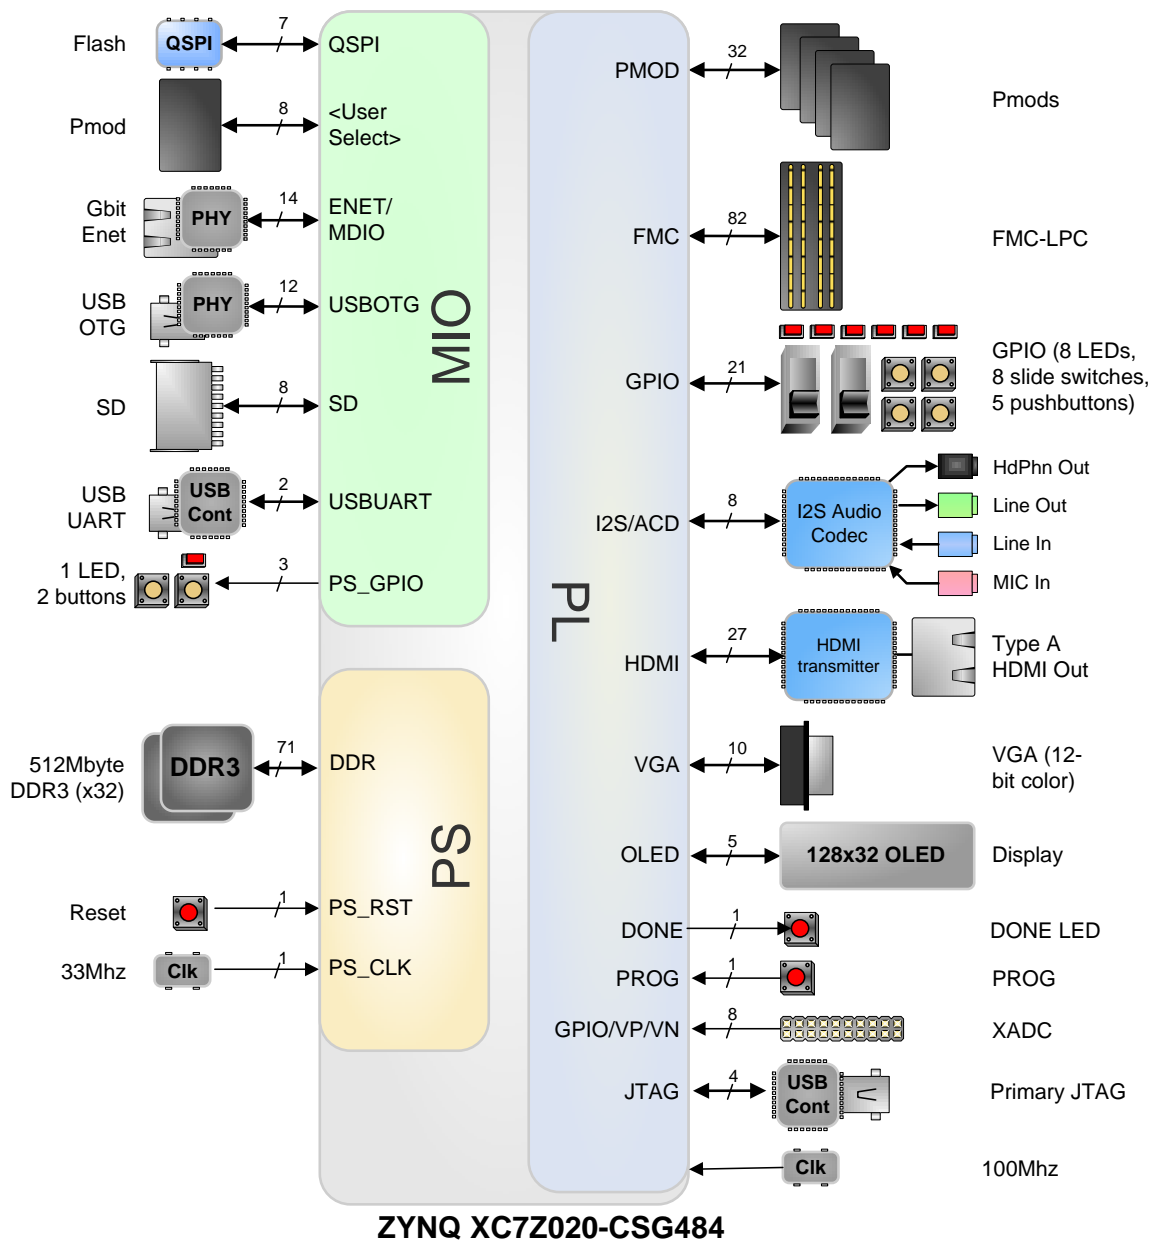 Flash
QSPI
7
QSPI
Pmod
8
<User
Select>
Gbit
Enet
PHY
14
ENET/
MDIO
USB
OTG
PHY
12
USBOTG
SD
8
SD
USB
UART
USB
Cont
2
USBUART
1 LED,
2 buttons
3
PS_GPIO
MIO
512Mbyte
DDR3 (x32)
DDR3
71
DDR
Reset
1
PS_RST
33Mhz
Clk
1
PS_CLK
PS
PL
PMOD
32
Pmods
FMC
82
FMC-LPC
GPIO
21
GPIO (8 LEDs,
8 slide switches,
5 pushbuttons)
I2S/ACD
8
I2S Audio
Codec
HdPhn Out
Line Out
Line In
MIC In
HDMI
27
HDMI
transmitter
Type A
HDMI Out
VGA
10
VGA (12-
bit color)
OLED
5
128x32 OLED
Display
DONE
1
DONE LED
PROG
1
PROG
GPIO/VP/VN
8
XADC
JTAG
4
USB
Cont
Primary JTAG
Clk
100Mhz
ZYNQ XC7Z020-CSG484